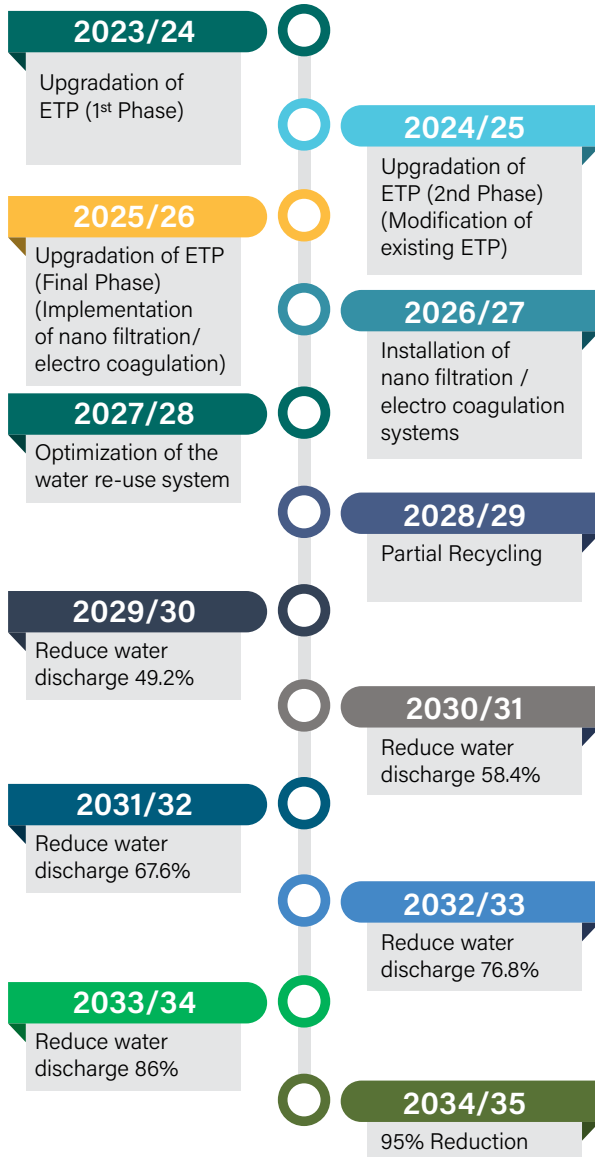 2023/24
Upgradation of
ETP (1st Phase)
2024/25
Upgradation of
ETP (2nd Phase)
(Modification of
existing ETP)
2025/26
Upgradation of ETP
(Final Phase)
(Implementation
of nano filtration/
electro coagulation)
2026/27
Installation of
nano filtration /
electro coagulation
systems
2027/28
Optimization of the
water re-use system
2028/29
Partial Recycling
2029/30
Reduce water
discharge 49.2%
2030/31
Reduce water
discharge 58.4%
2031/32
Reduce water
discharge 67.6%
2032/33
Reduce water
discharge 76.8%
2033/34
Reduce water
discharge 86%
2034/35
95% Reduction